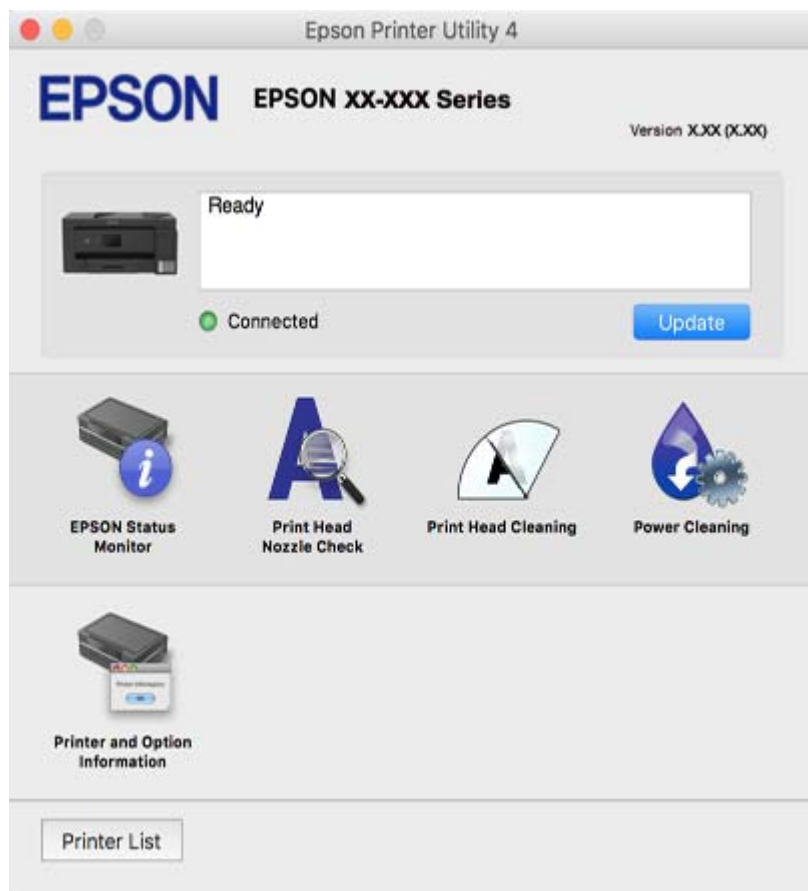 Epson Printer Utility 4
EPSON
EPSON XX-XXX Series
Version X.XX (X.XX)
Ready
Connected
Update
EPSON Status
Monitor
Print Head
Nozzle Check
Print Head Cleaning
Power Cleaning
Printer and Option
Information
Printer List